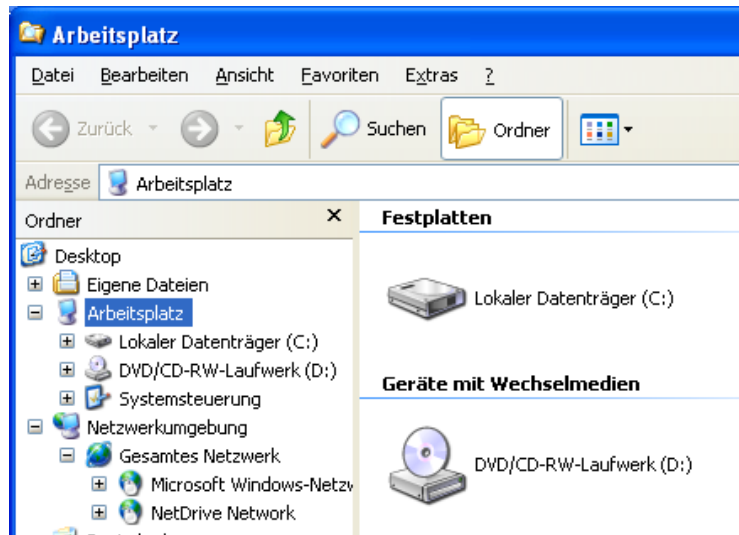 Arbeitsplatz
Datei Bearbeiten Ansicht Favoriten Extras ?
Zurück Suchen Ordner
Adresse Arbeitsplatz
Ordner x
Desktop
Eigene Dateien
Arbeitsplatz
Lokaler Datenträger (C:)
DVD/CD-RW-Laufwerk (D:)
Systemsteuerung
Netzwerkumgebung
Gesamtes Netzwerk
Microsoft Windows-Netzw
NetDrive Network
Festplatten
Lokaler Datenträger (C:)
Geräte mit Wechselmedien
DVD/CD-RW-Laufwerk (D:)